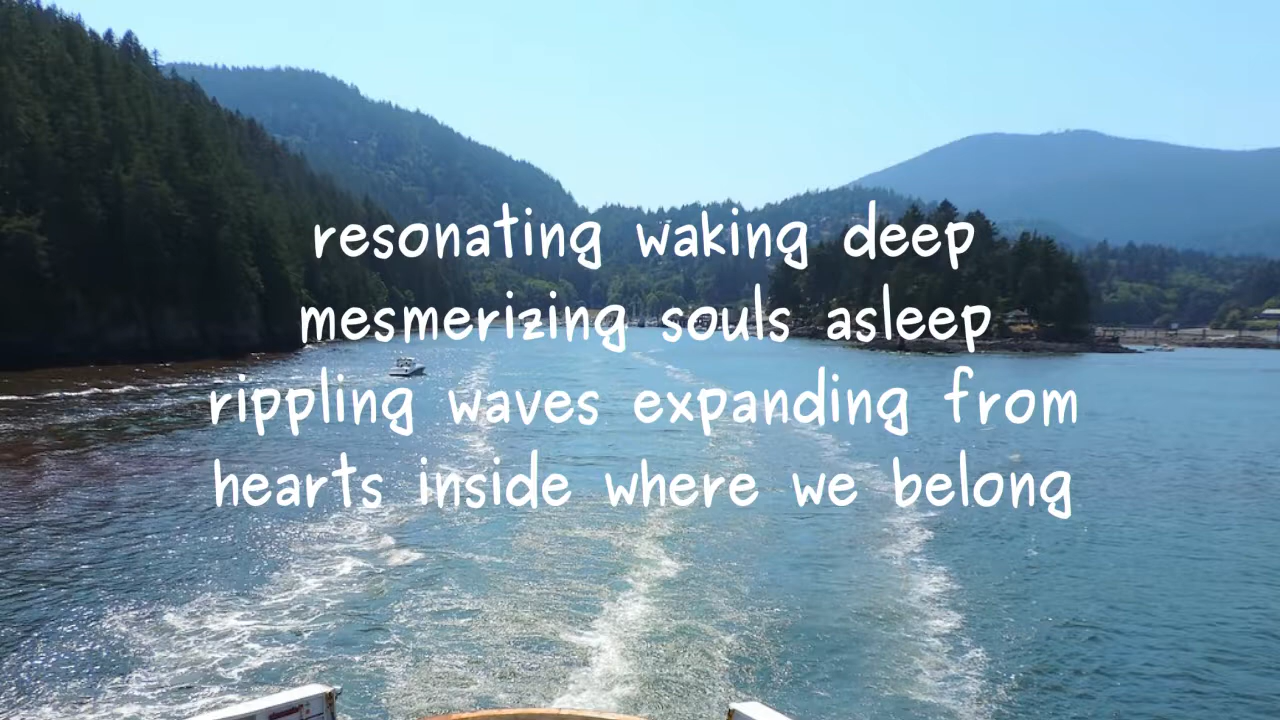 resonating waking deep
mesmerizing souls asleep
rippling waves expanding from
hearts inside where we belong